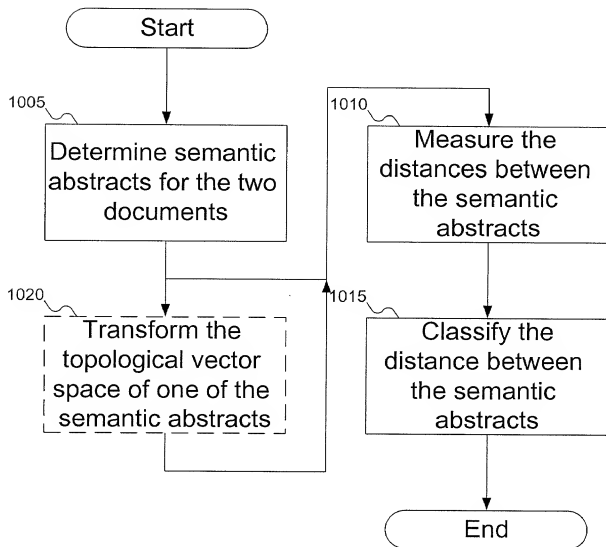 Start
1005
Determine semantic
abstracts for the two
documents
1020
Transform the
topological vector
space of one of the
semantic abstracts
1010
Measure the
distances between
the semantic
abstracts
1015
Classify the
distance between
the semantic
abstracts
End